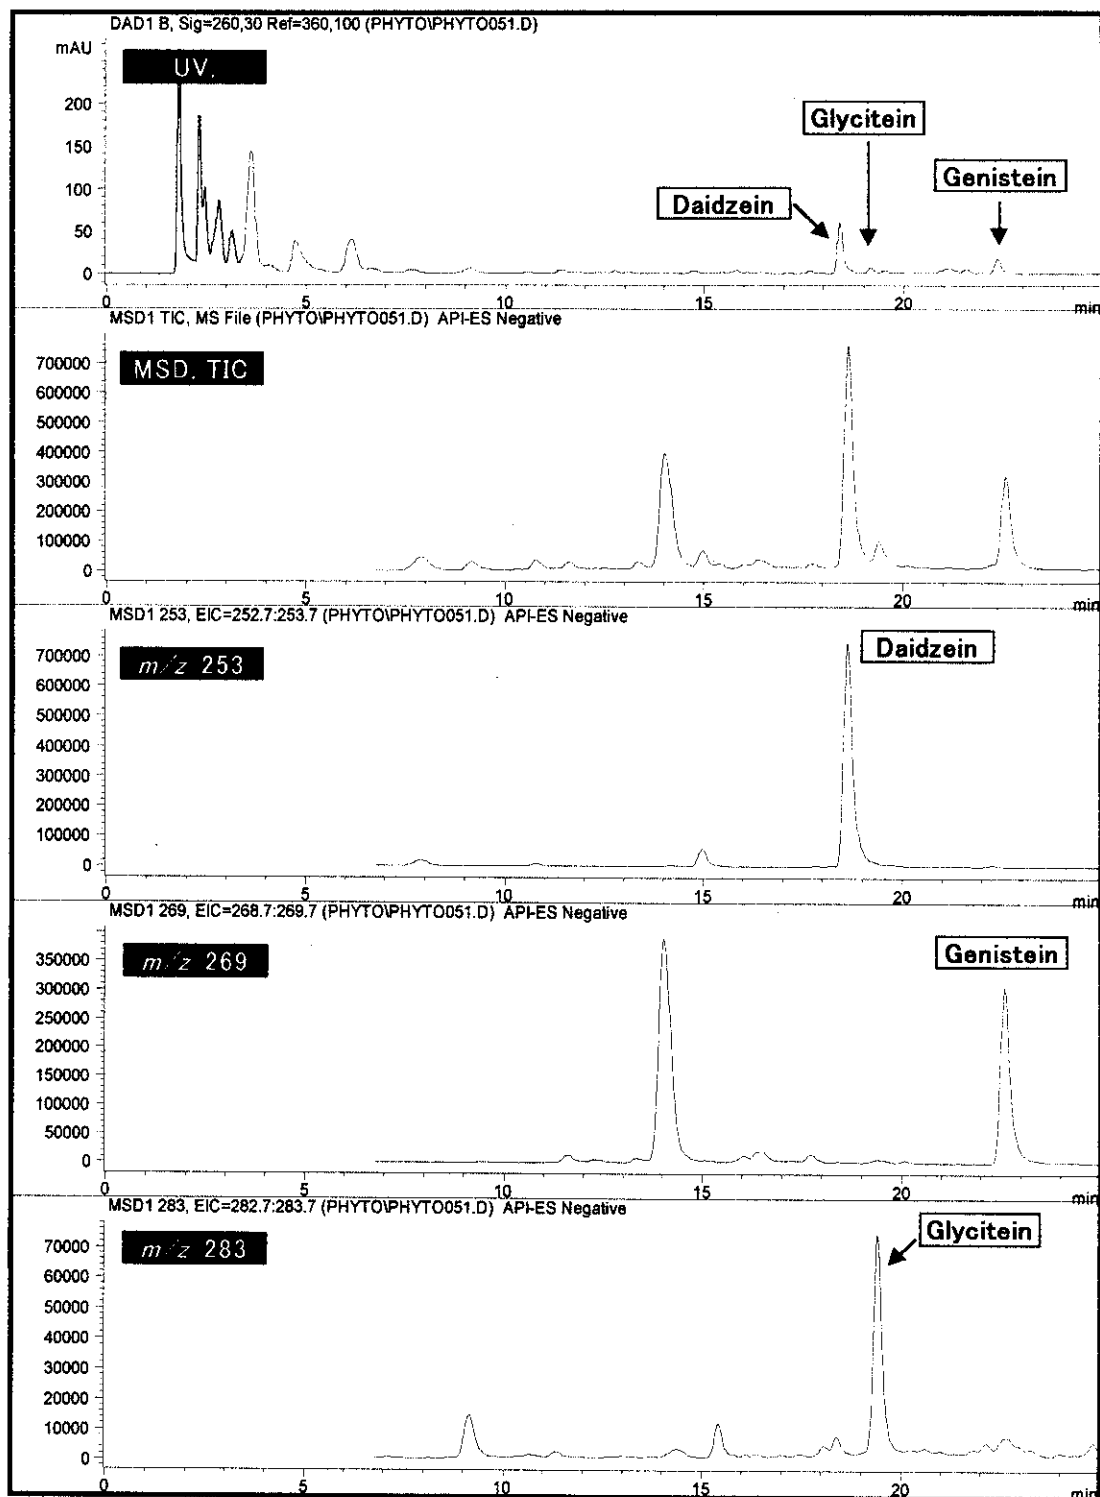 DAD1 B, Sig=260,30 Ref=360,100 (PHYTO\PHYTO051.D)
mAU
UV.
Glycitein
Daidzein
Genistein
200
150
100
50
0
0 5 10 15 20 min
MSD1 TIC, MS File (PHYTO\PHYTO051.D) API-ES Negative
MSD. TIC
700000
600000
500000
400000
300000
200000
100000
0
0 5 10 15 20 min
MSD1 253, EIC=252.7:253.7 (PHYTO\PHYTO051.D) API-ES Negative
m/z 253
Daidzein
700000
600000
500000
400000
300000
200000
100000
0
0 5 10 15 20 min
MSD1 269, EIC=268.7:269.7 (PHYTO\PHYTO051.D) API-ES Negative
m/z 269
Genistein
350000
300000
250000
200000
150000
100000
50000
0
0 5 10 15 20 min
MSD1 283, EIC=282.7:283.7 (PHYTO\PHYTO051.D) API-ES Negative
m/z 283
Glycitein
70000
60000
50000
40000
30000
20000
10000
0
0 5 10 15 20 min